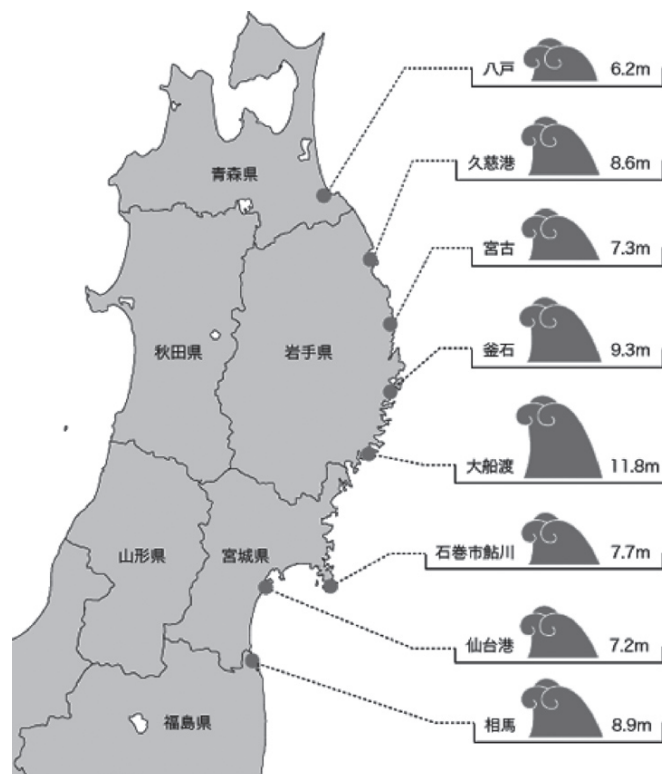 八戸 6.2m
久慈港 8.6m
青森県
宮古 7.3m
秋田県
岩手県
釜石 9.3m
大船渡 11.8m
山形県
宮城県
石巻市鮎川 7.7m
仙台港 7.2m
福島県
相馬 8.9m